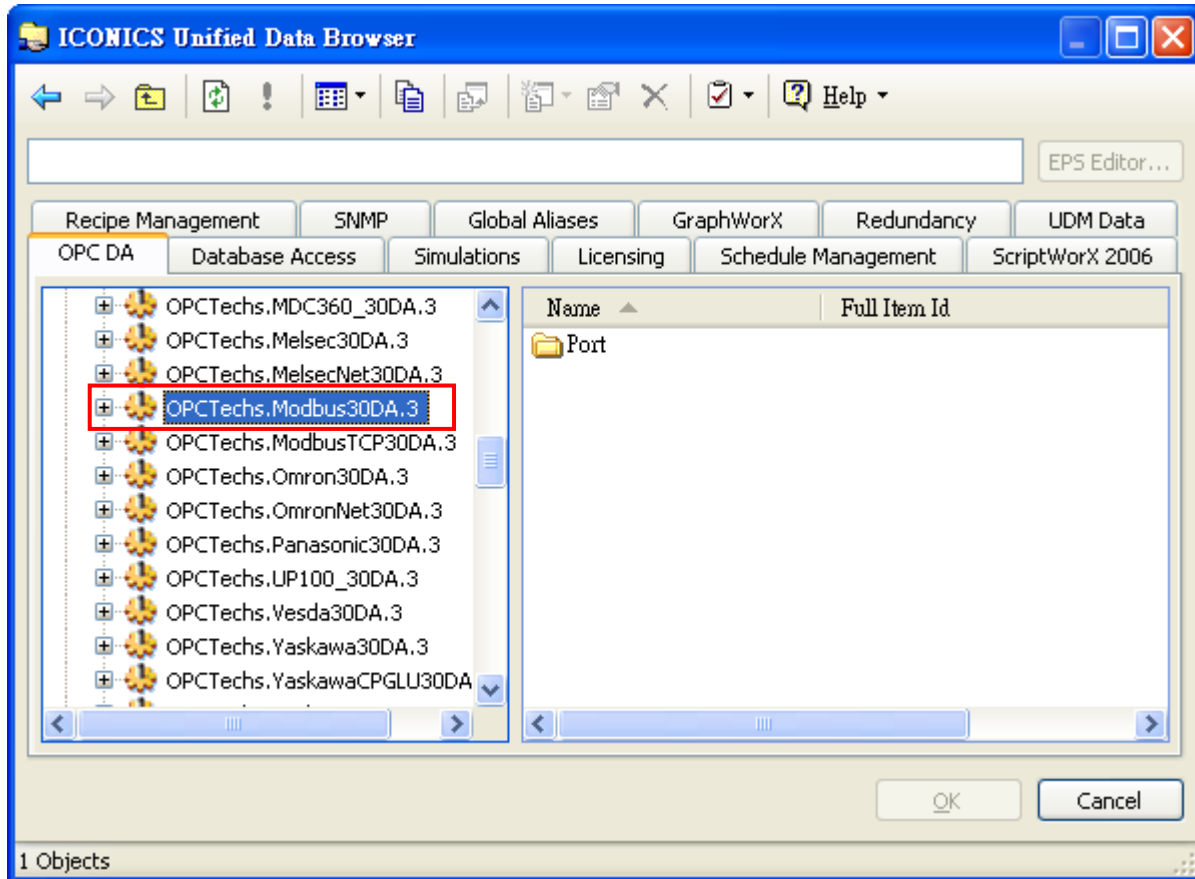 ICONICS Unified Data Browser
Help
EPS Editor...
Recipe Management SNMP Global Aliases GraphWorX Redundancy UDM Data
OPC DA Database Access Simulations Licensing Schedule Management ScriptWorX 2006
OPCTechs.MDC360_30DA.3
OPCTechs.Melsec30DA.3
OPCTechs.MelsecNet30DA.3
OPCTechs.Modbus30DA.3
OPCTechs.ModbusTCP30DA.3
OPCTechs.Omron30DA.3
OPCTechs.OmronNet30DA.3
OPCTechs.Panasonic30DA.3
OPCTechs.UP100_30DA.3
OPCTechs.Vesda30DA.3
OPCTechs.Yaskawa30DA.3
OPCTechs.YaskawaCPGLU30DA
Name Full Item Id
Port
OK Cancel
1 Objects